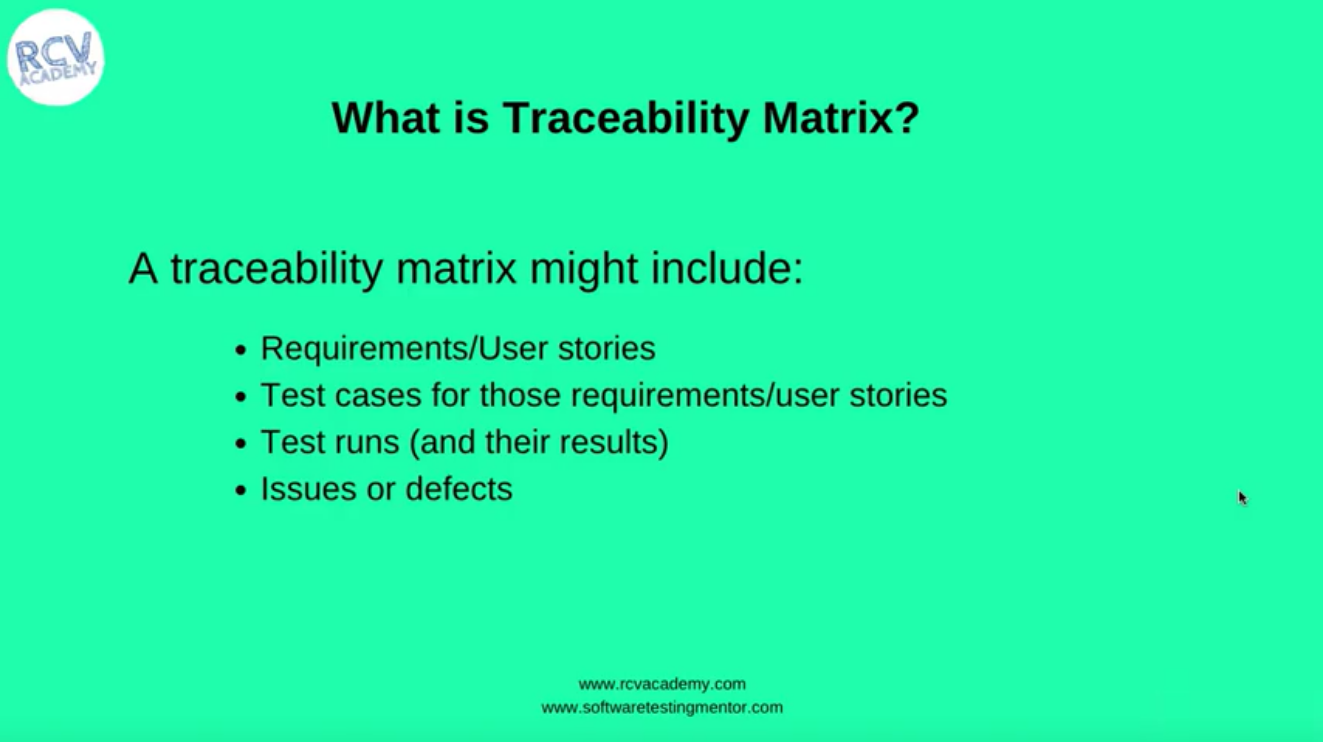 RCV
ACADEMY
What is Traceability Matrix?
A traceability matrix might include:
• Requirements/User stories
• Test cases for those requirements/user stories
• Test runs (and their results)
• Issues or defects
www.rcvacademy.com
www.softwaretestingmentor.com